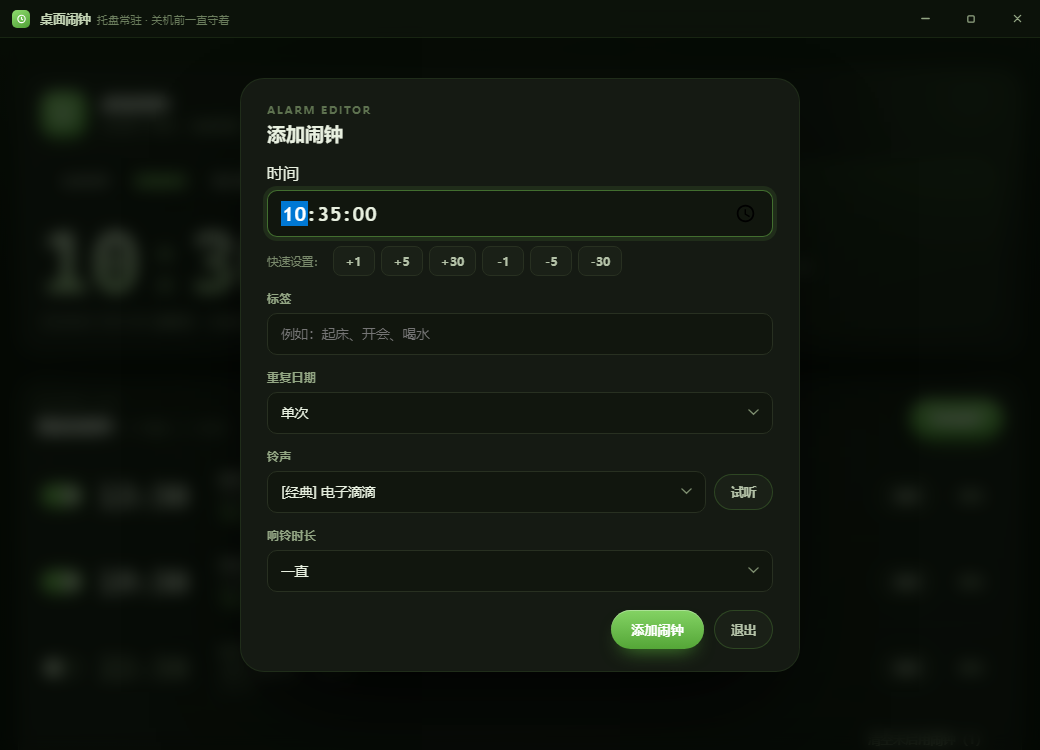 桌面闹钟 托盘常驻 · 关机前一直守着
ALARM EDITOR
添加闹钟
时间
10:35:00
快速设置: +1 +5 +30 -1 -5 -30
标签
例如: 起床、开会、喝水
重复日期
单次
铃声
[经典] 电子滴滴 试听
响铃时长
一直
添加闹钟 退出